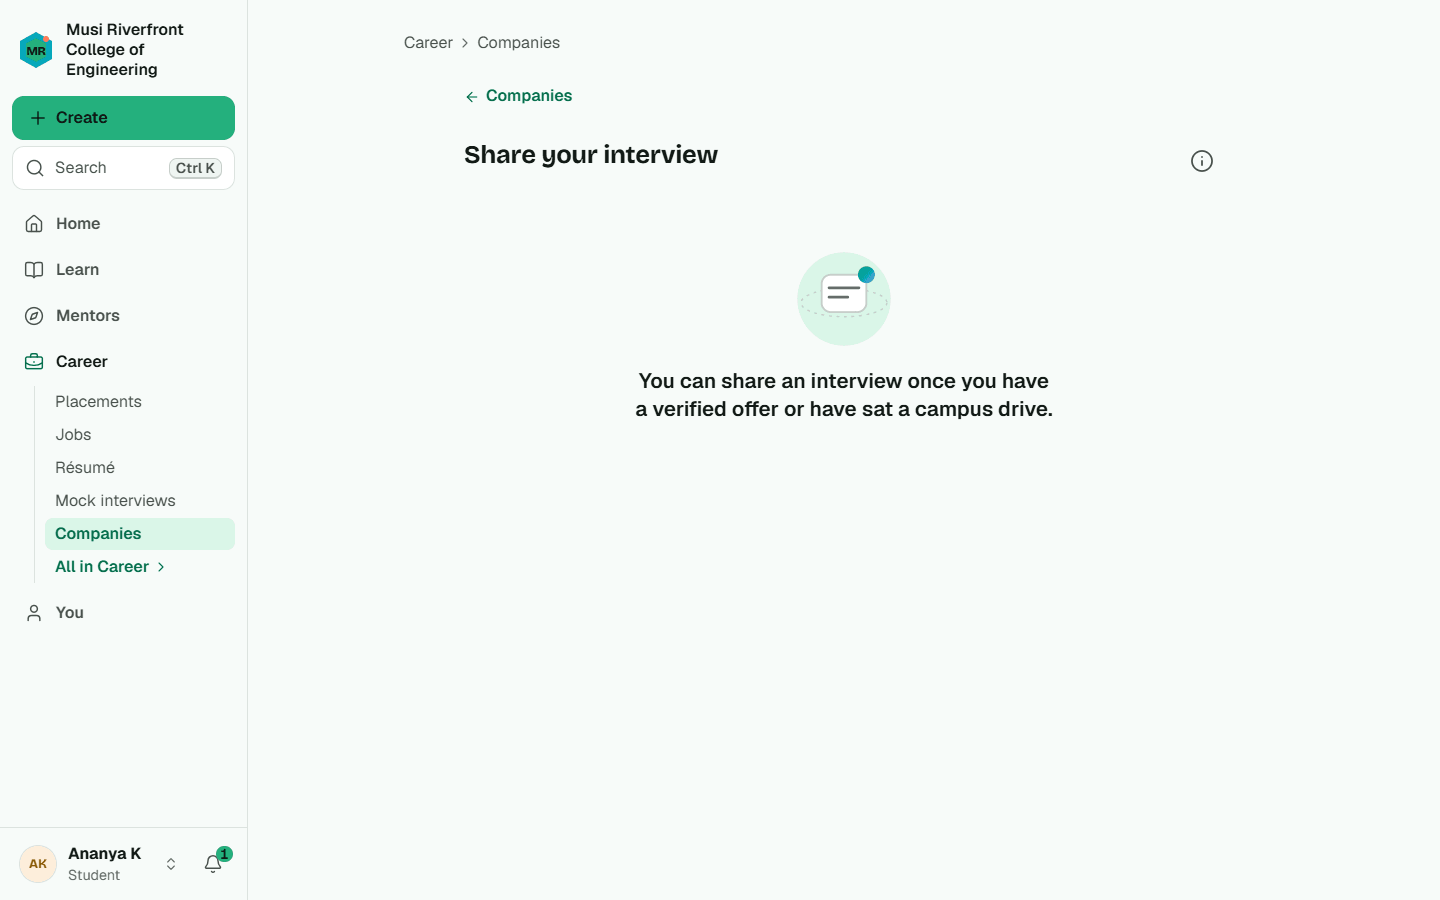 MR
Musi Riverfront
College of
Engineering
Create
Search
Ctrl K
Home
Learn
Mentors
Career
Placements
Jobs
Résumé
Mock interviews
Companies
All in Career
You
AK
Ananya K
Student
1
Career
Companies
Companies
Share your interview
You can share an interview once you have
a verified offer or have sat a campus drive.